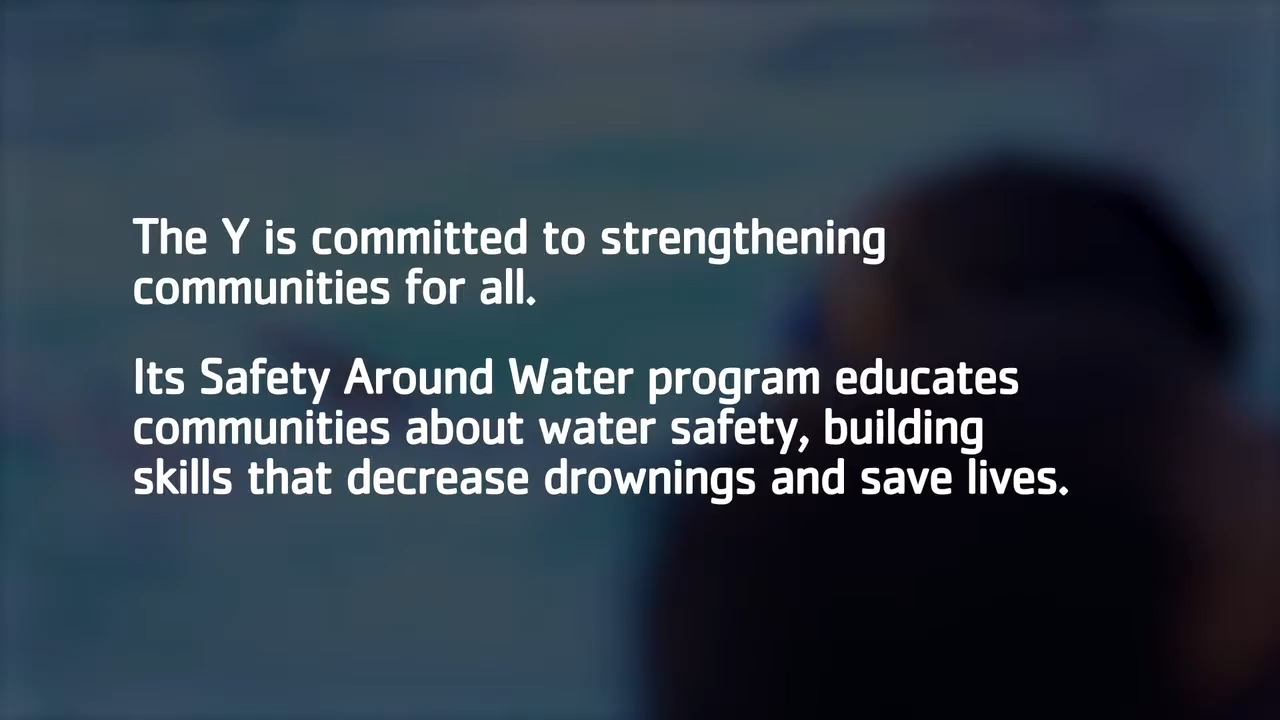 The Y is committed to strengthening
communities for all.
Its Safety Around Water program educates
communities about water safety, building
skills that decrease drownings and save lives.